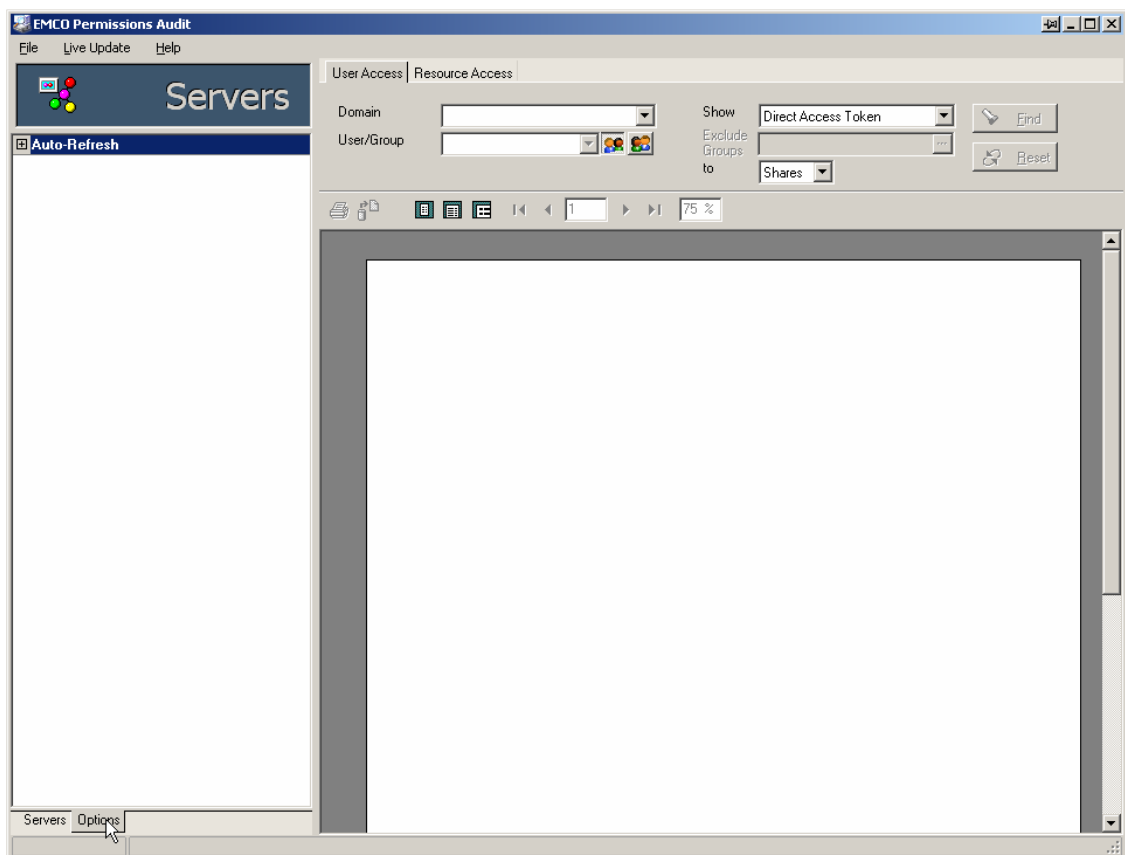 EMCO Permissions Audit
File Live Update Help
Servers
User Access Resource Access
Domain
Show Direct Access Token
Find
Auto-Refresh
User/Group
Exclude Groups
...
Reset
to Shares
1
75 %
Servers Options